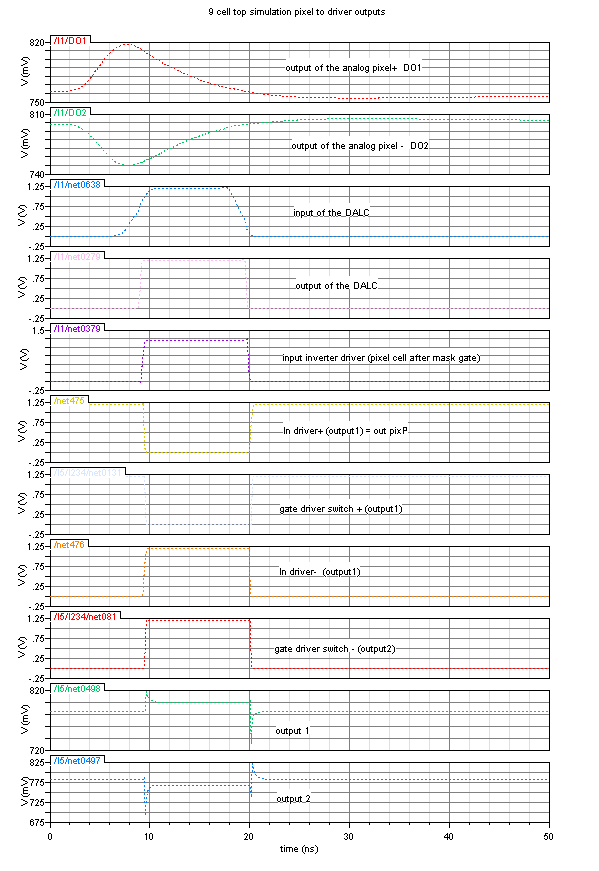 9 cell top simulation pixel to driver outputs
/I1/DO1
820
V (mV)
output of the analog pixel+ DO1
760
/I1/DO2
810
V (mV)
output of the analog pixel - DO2
740
/I1/net0638
1.25
.75
V (V)
input of the DALC
.25
-.25
/I1/net0279
1.25
.75
V (V)
output of the DALC
.25
-.25
/I1/net0379
1.5
V (V)
input inverter driver (pixel cell after mask gate)
-.25
/net475
1.25
.75
V (V)
In driver+ (output1) = out pixP
.25
-.25
1.25
.75
V (V)
gate driver switch + (output1)
.25
-.25
/net476
1.25
.75
V (V)
In driver- (output1)
.25
-.25
/I5/I234/net081
1.25
.75
V (V)
gate driver switch - (output2)
.25
-.25
/I5/net0498
820
V (mV)
output 1
720
/I5/net0497
825
775
V (mV)
output 2
725
675
0 10 20 30 40 50
time (ns)